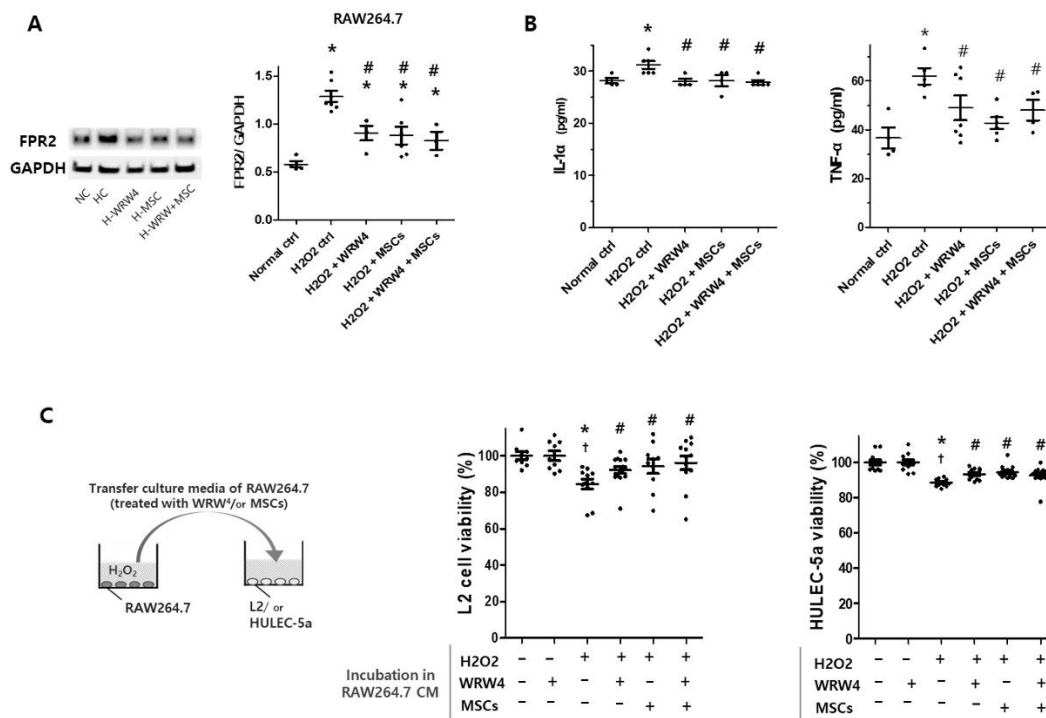 A
RAW264.7
FPR2
GAPDH
NC
HC
H-WRW4
H-MSC
H-WRW+MSC
FPR2/ GAPDH
1.5
1.0
0.5
0.0
*
#
*
#
*
#
*
Normal ctrl
H2O2 ctrl
H2O2 + WRW4
H2O2 + MSCs
H2O2 + WRW4 + MSCs
B
IL-1α (pg/ml)
40
30
20
10
0
*
#
#
#
Normal ctrl
H2O2 ctrl
H2O2 + WRW4
H2O2 + MSCs
H2O2 + WRW4 + MSCs
TNF-α (pg/ml)
80
60
40
20
0
*
#
#
#
Normal ctrl
H2O2 ctrl
H2O2 + WRW4
H2O2 + MSCs
H2O2 + WRW4 + MSCs
C
Transfer culture media of RAW264.7
(treated with WRW⁴/or MSCs)
H₂O₂
RAW264.7
L2/ or
HULEC-5a
L2 cell viability (%)
120
100
80
60
40
20
0
*
†
#
#
#
Incubation in
RAW264.7 CM
H2O2 – – + + + +
WRW4 – + – + – +
MSCs – – – – + +
HULEC-5a viability (%)
120
100
80
60
40
20
0
*
†
#
#
#
H2O2 – – + + + +
WRW4 – + – + – +
MSCs – – – – + +